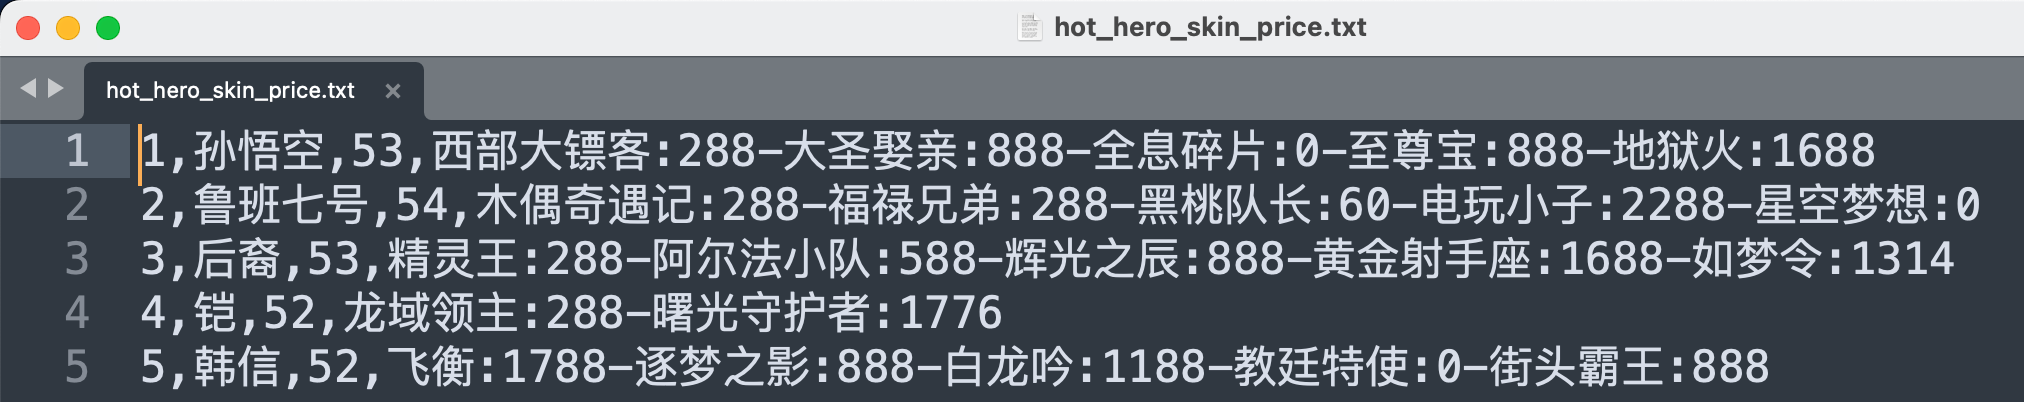 hot_hero_skin_price.txt
hot_hero_skin_price.txt ×
1 1,孙悟空,53,西部大镖客:288-大圣娶亲:888-全息碎片:0-至尊宝:888-地狱火:1688
2 2,鲁班七号,54,木偶奇遇记:288-福禄兄弟:288-黑桃队长:60-电玩小子:2288-星空梦想:0
3 3,后裔,53,精灵王:288-阿尔法小队:588-辉光之辰:888-黄金射手座:1688-如梦令:1314
4 4,铠,52,龙域领主:288-曙光守护者:1776
5 5,韩信,52,飞衡:1788-逐梦之影:888-白龙吟:1188-教廷特使:0-街头霸王:888